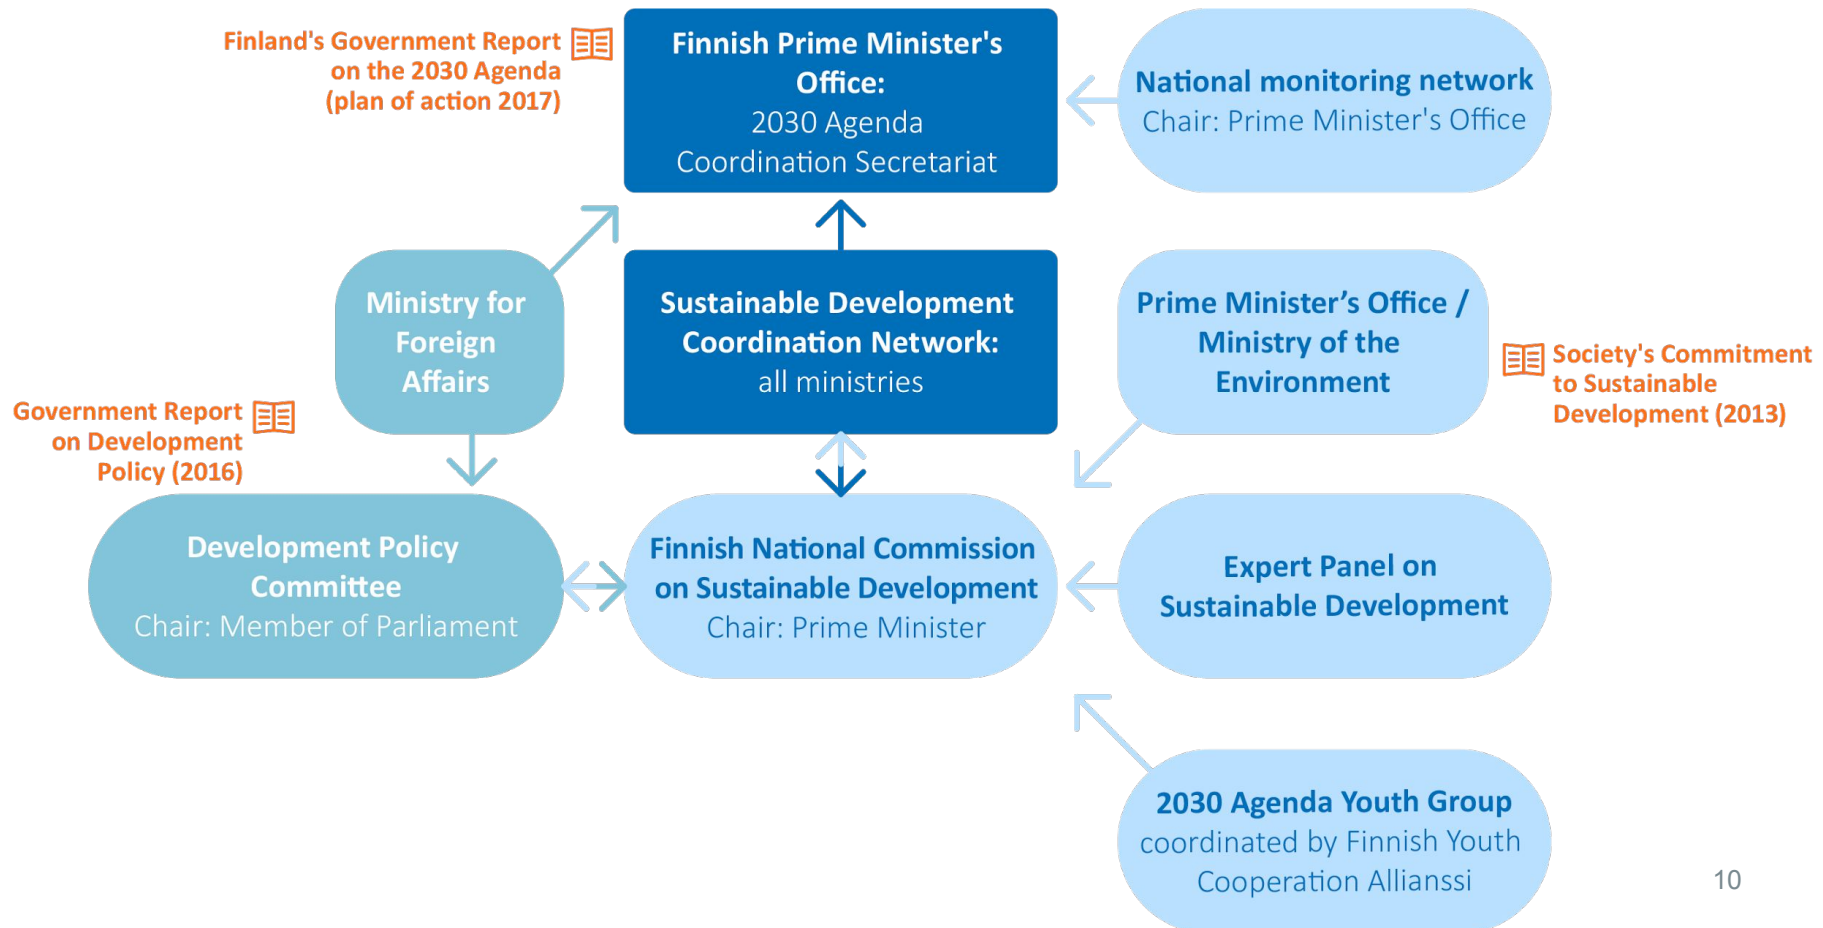 Finland's Government Report
on the 2030 Agenda
(plan of action 2017)
Finnish Prime Minister's
Office:
2030 Agenda
Coordination Secretariat
National monitoring network
Chair: Prime Minister's Office
Ministry for
Foreign
Affairs
Sustainable Development
Coordination Network:
all ministries
Prime Minister’s Office /
Ministry of the
Environment
Society's Commitment
to Sustainable
Development (2013)
Government Report
on Development
Policy (2016)
Development Policy
Committee
Chair: Member of Parliament
Finnish National Commission
on Sustainable Development
Chair: Prime Minister
Expert Panel on
Sustainable Development
2030 Agenda Youth Group
coordinated by Finnish Youth
Cooperation Allianssi
10